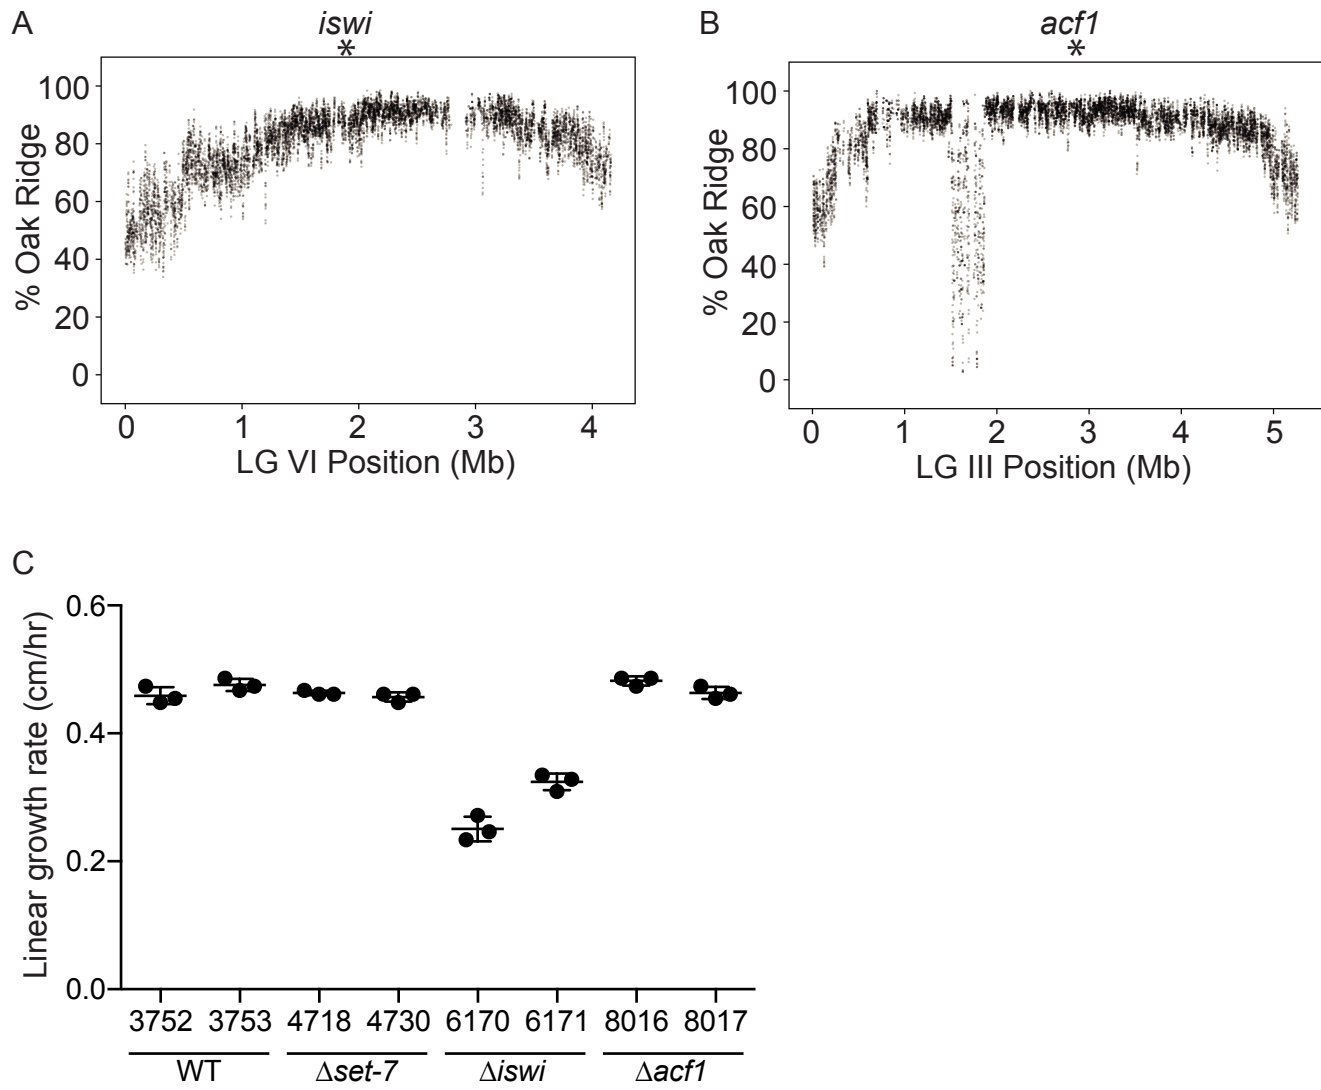 A
iswi
*
100
80
60
40
20
0
% Oak Ridge
0 1 2 3 4
LG VI Position (Mb)
B
acf1
*
100
80
60
40
20
0
% Oak Ridge
0 1 2 3 4 5
LG III Position (Mb)
C
0.6
0.4
0.2
0.0
Linear growth rate (cm/hr)
3752 3753 4718 4730 6170 6171 8016 8017
WT Δset-7 Δiswi Δacf1